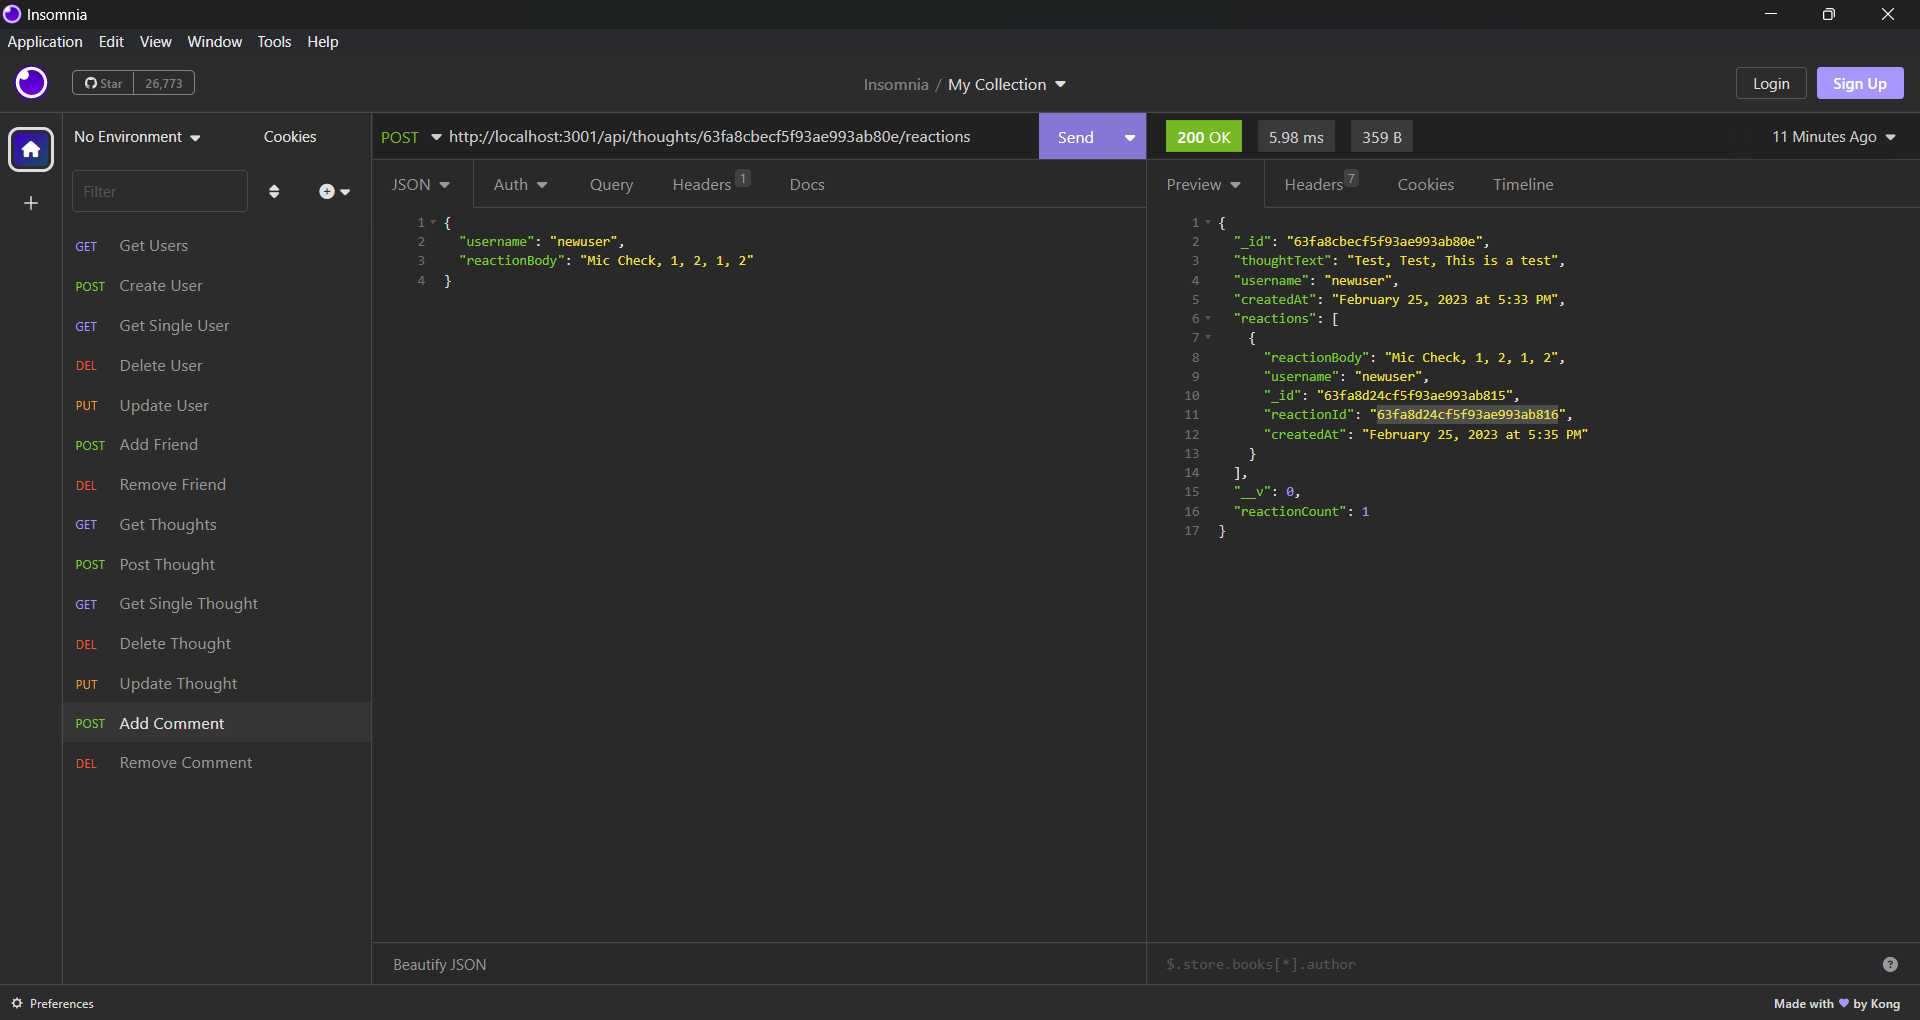 Insomnia
Application Edit View Window Tools Help
Star 26,773
Insomnia / My Collection
Login Sign Up
No Environment Cookies
POST http://localhost:3001/api/thoughts/63fa8cbecf5f93ae993ab80e/reactions Send
200 OK 5.98 ms 359 B 11 Minutes Ago
Filter
GET Get Users
POST Create User
GET Get Single User
DEL Delete User
PUT Update User
POST Add Friend
DEL Remove Friend
GET Get Thoughts
POST Post Thought
GET Get Single Thought
DEL Delete Thought
PUT Update Thought
POST Add Comment
DEL Remove Comment
JSON Auth Query Headers 1 Docs
1 {
2 "username": "newuser",
3 "reactionBody": "Mic Check, 1, 2, 1, 2"
4 }
Beautify JSON
Preview Headers 7 Cookies Timeline
1 {
2 "_id": "63fa8cbecf5f93ae993ab80e",
3 "thoughtText": "Test, Test, This is a test",
4 "username": "newuser",
5 "createdAt": "February 25, 2023 at 5:33 PM",
6 "reactions": [
7 {
8 "reactionBody": "Mic Check, 1, 2, 1, 2",
9 "username": "newuser",
10 "_id": "63fa8d24cf5f93ae993ab815",
11 "reactionId": "63fa8d24cf5f93ae993ab816",
12 "createdAt": "February 25, 2023 at 5:35 PM"
13 }
14 ],
15 "__v": 0,
16 "reactionCount": 1
17 }
$.store.books[*].author ?
Preferences
Made with 💜 by Kong